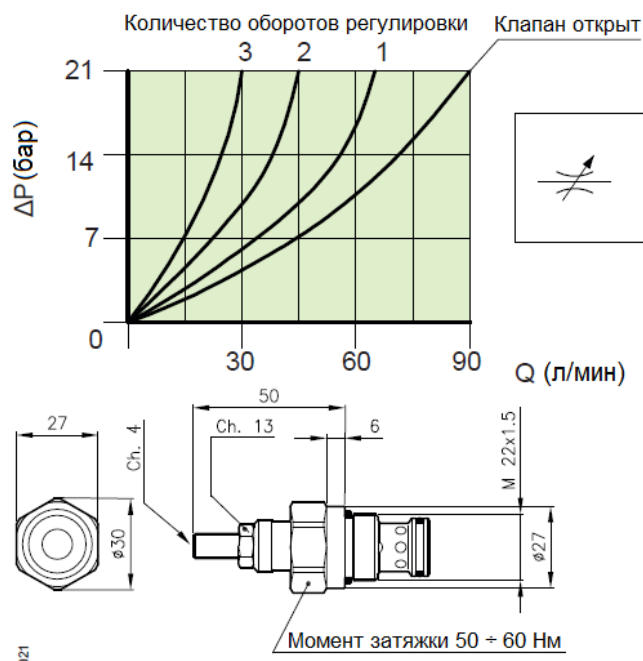 Количество оборотов регулировки
Клапан открыт
3 2 1
21
14
7
0
ΔP(бар)
30 60 90
Q (л/мин)
50
27
Ch. 4
Ch. 13
6
M 22x1.5
ø30
ø27
Момент затяжки 50 ÷ 60 Нм